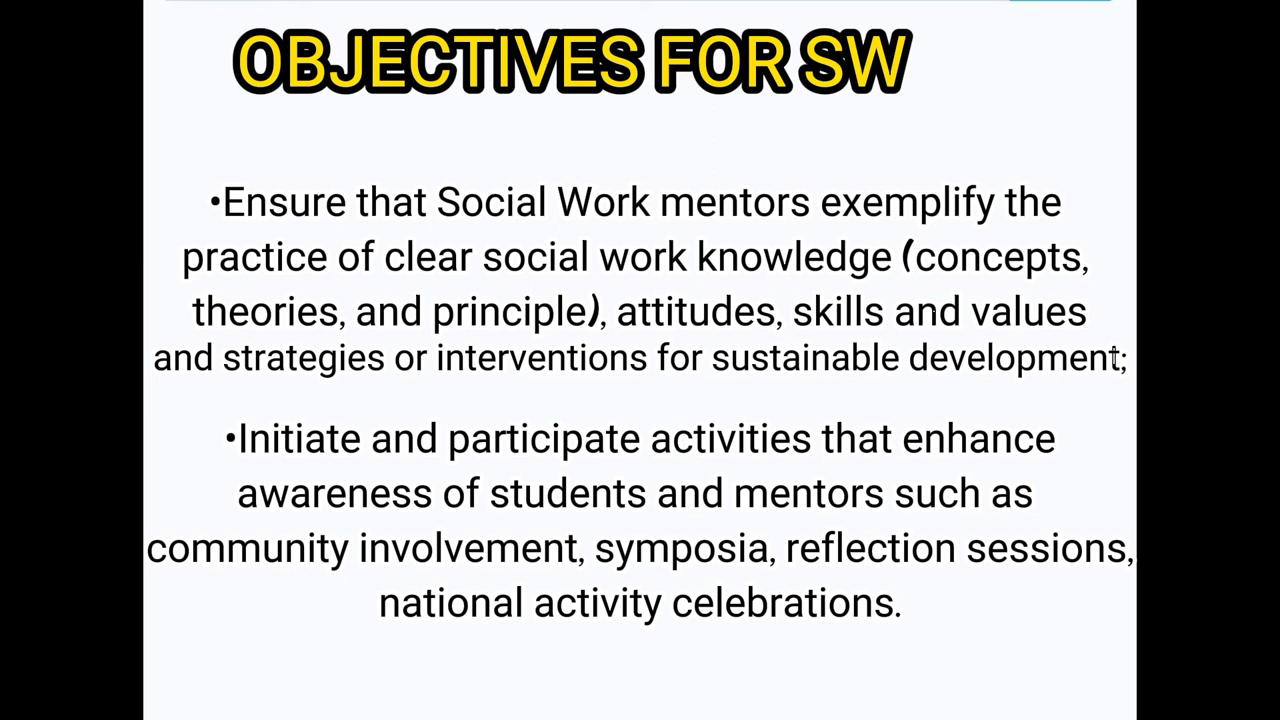 OBJECTIVES FOR SW
•Ensure that Social Work mentors exemplify the
practice of clear social work knowledge (concepts,
theories, and principle), attitudes, skills and values
and strategies or interventions for sustainable development;
•Initiate and participate activities that enhance
awareness of students and mentors such as
community involvement, symposia, reflection sessions,
national activity celebrations.